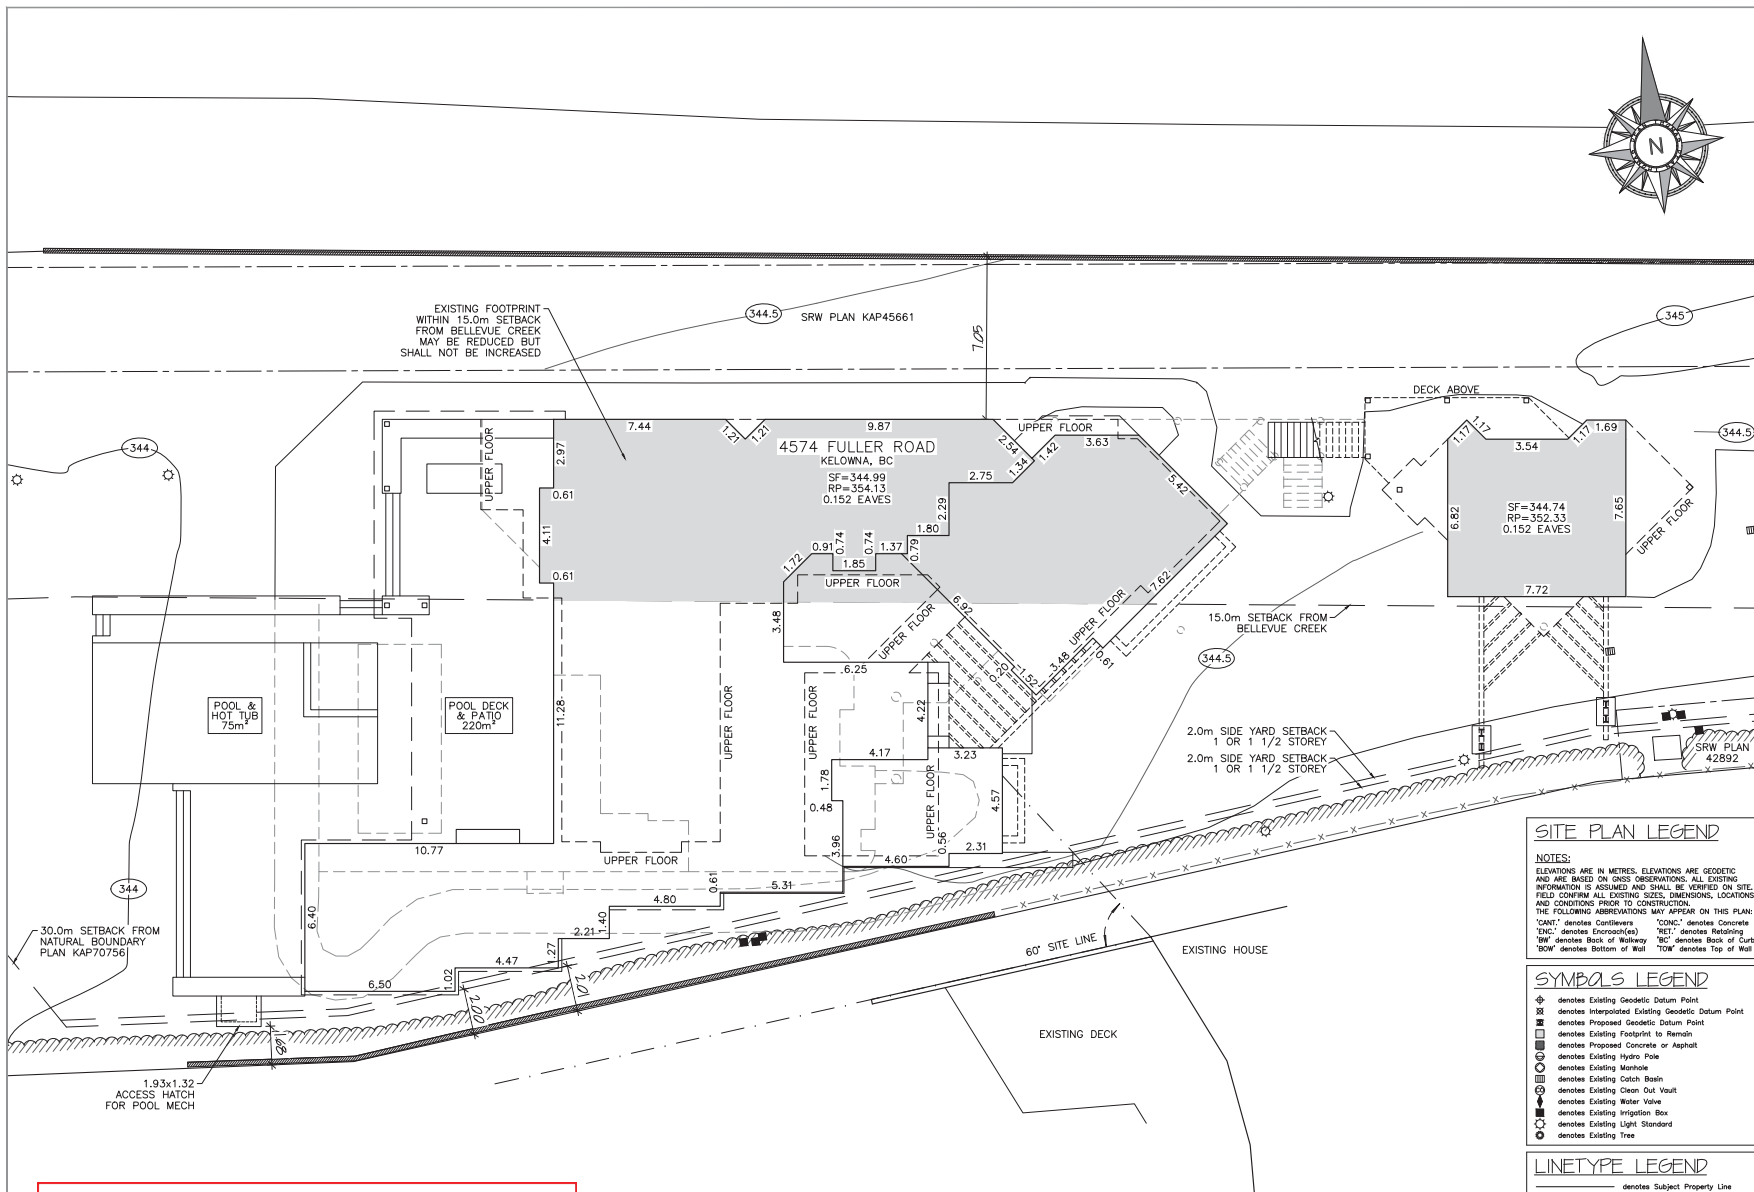 N
EXISTING FOOTPRINT
WITHIN 15.0m SETBACK
FROM BELLEVUE CREEK
MAY BE REDUCED BUT
SHALL NOT BE INCREASED
344.5
SRW PLAN KAP45661
7.05
345
DECK ABOVE
344
344.5
7.44
1.21
1.21
9.87
UPPER FLOOR
3.63
2.54
1.42
1.34
1.17
1.17
3.54
1.17
1.69
4574 FULLER ROAD
KELOWNA, BC
SF=344.99
RP=354.13
0.152 EAVES
2.97
UPPER FLOOR
0.61
4.11
0.61
2.75
2.29
1.80
0.79
5.42
0.91
0.74
0.74
1.37
1.85
1.72
UPPER FLOOR
6.82
SF=344.74
RP=352.33
0.152 EAVES
7.65
UPPER FLOOR
7.72
7.62
6.92
UPPER FLOOR
UPPER FLOOR
3.48
15.0m SETBACK FROM
BELLEVUE CREEK
344.5
6.25
0.20
1.52
3.48
0.61
POOL &
HOT TUB
75m²
POOL DECK
& PATIO
220m²
11.28
UPPER FLOOR
UPPER FLOOR
4.22
4.17
3.23
1.78
0.48
UPPER FLOOR
4.57
3.96
0.56
2.31
4.60
2.0m SIDE YARD SETBACK
1 OR 1 1/2 STOREY
2.0m SIDE YARD SETBACK
1 OR 1 1/2 STOREY
SRW PLAN
42892
10.77
UPPER FLOOR
0.61
5.31
4.80
344
6.40
1.40
2.21
1.27
4.47
1.02
6.50
2.00
2.0
1.68
30.0m SETBACK FROM
NATURAL BOUNDARY
PLAN KAP70756
1.93x1.32
ACCESS HATCH
FOR POOL MECH
60° SITE LINE
EXISTING HOUSE
EXISTING DECK
SITE PLAN LEGEND
NOTES:
ELEVATIONS ARE IN METRES. ELEVATIONS ARE GEODETIC
AND ARE BASED ON GNSS OBSERVATIONS. ALL EXISTING
INFORMATION IS ASSUMED AND SHALL BE VERIFIED ON SITE.
FIELD CONFIRM ALL EXISTING SIZES, DIMENSIONS, LOCATIONS
AND CONDITIONS PRIOR TO CONSTRUCTION.
THE FOLLOWING ABBREVIATIONS MAY APPEAR ON THIS PLAN:
'CANT.' denotes Cantilevers 'CONC.' denotes Concrete
'ENC.' denotes Encroach(es) 'RET.' denotes Retaining
'BW' denotes Back of Walkway 'BC' denotes Back of Curb
'BOW' denotes Bottom of Wall 'TOW' denotes Top of Wall
SYMBOLS LEGEND
denotes Existing Geodetic Datum Point
denotes Interpolated Existing Geodetic Datum Point
denotes Proposed Geodetic Datum Point
denotes Existing Footprint to Remain
denotes Proposed Concrete or Asphalt
denotes Existing Hydro Pole
denotes Existing Manhole
denotes Existing Catch Basin
denotes Existing Clean Out Vault
denotes Existing Water Valve
denotes Existing Irrigation Box
denotes Existing Light Standard
denotes Existing Tree
LINETYPE LEGEND
denotes Subject Property Line